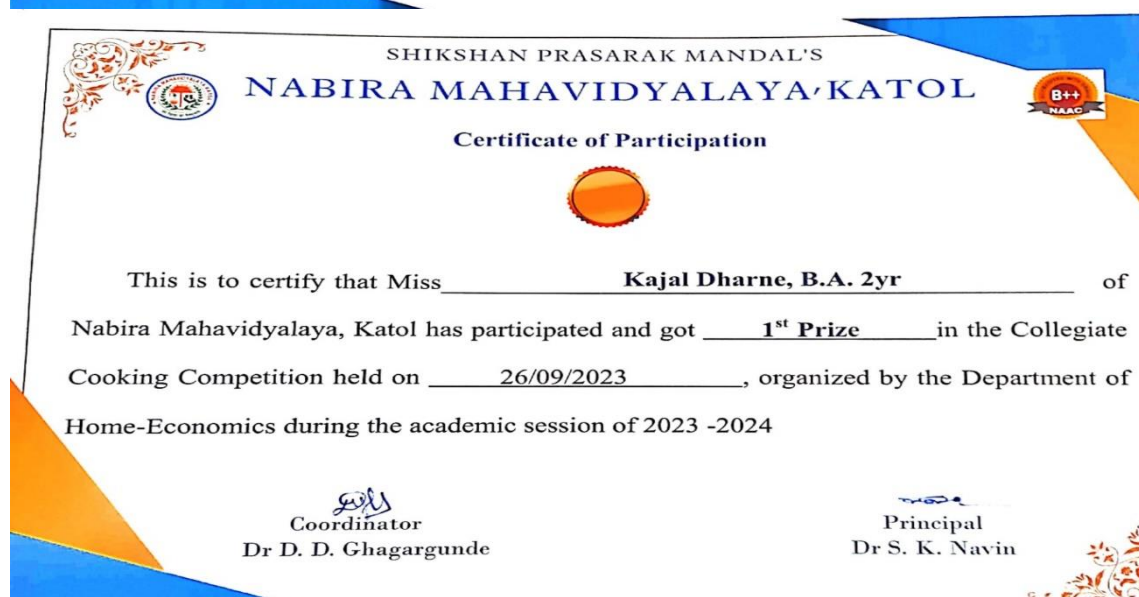 SHIKSHAN PRASARAK MANDAL'S
NABIRA MAHAVIDYALAYA, KATOL
B++
NAAC
Certificate of Participation
This is to certify that Miss Kajal Dharne, B.A. 2yr of
Nabira Mahavidyalaya, Katol has participated and got 1st Prize in the Collegiate
Cooking Competition held on 26/09/2023, organized by the Department of
Home-Economics during the academic session of 2023 -2024
Coordinator
Dr D. D. Ghagargunde
Principal
Dr S. K. Navin